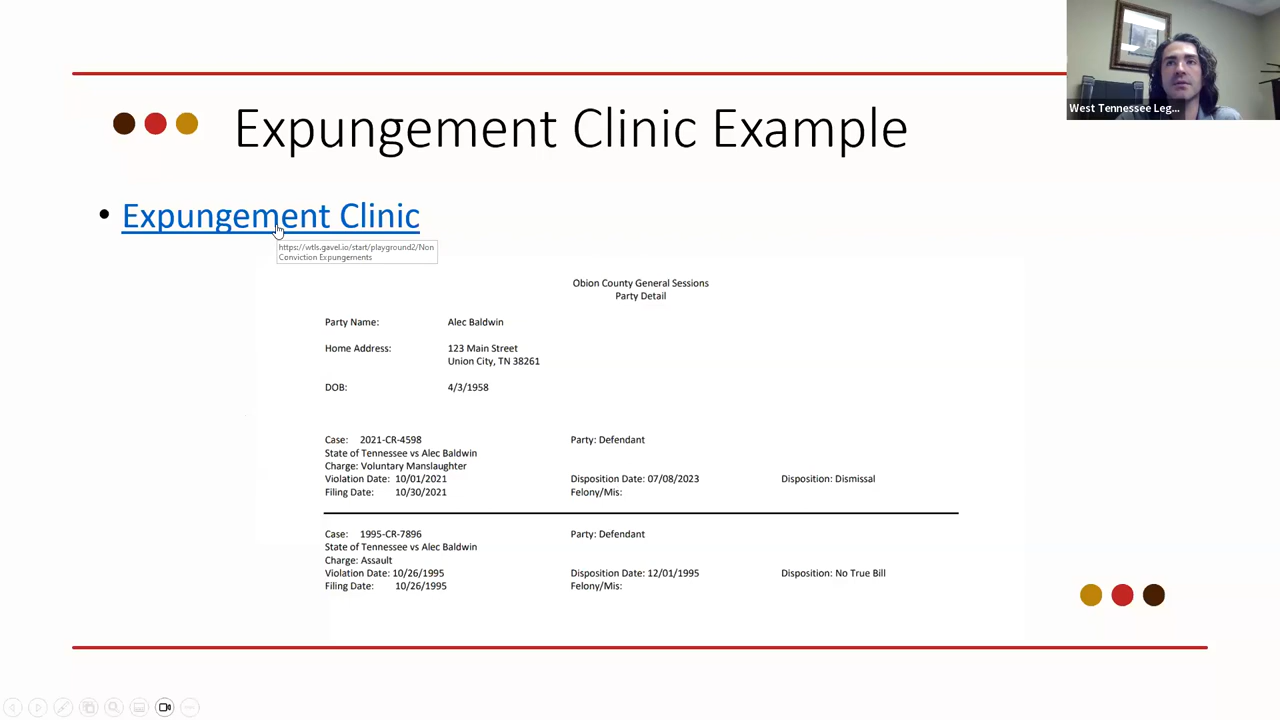 West Tennessee Leg...
Expungement Clinic Example
• Expungement Clinic
https://wtls.gavel.io/start/playground2/Non
Conviction Expungements
Obion County General Sessions
Party Detail
Party Name: Alec Baldwin
Home Address: 123 Main Street
Union City, TN 38261
DOB: 4/3/1958
Case: 2021-CR-4598 Party: Defendant
State of Tennessee vs Alec Baldwin
Charge: Voluntary Manslaughter
Violation Date: 10/01/2021 Disposition Date: 07/08/2023 Disposition: Dismissal
Filing Date: 10/30/2021 Felony/Mis:
Case: 1995-CR-7896 Party: Defendant
State of Tennessee vs Alec Baldwin
Charge: Assault
Violation Date: 10/26/1995 Disposition Date: 12/01/1995 Disposition: No True Bill
Filing Date: 10/26/1995 Felony/Mis: